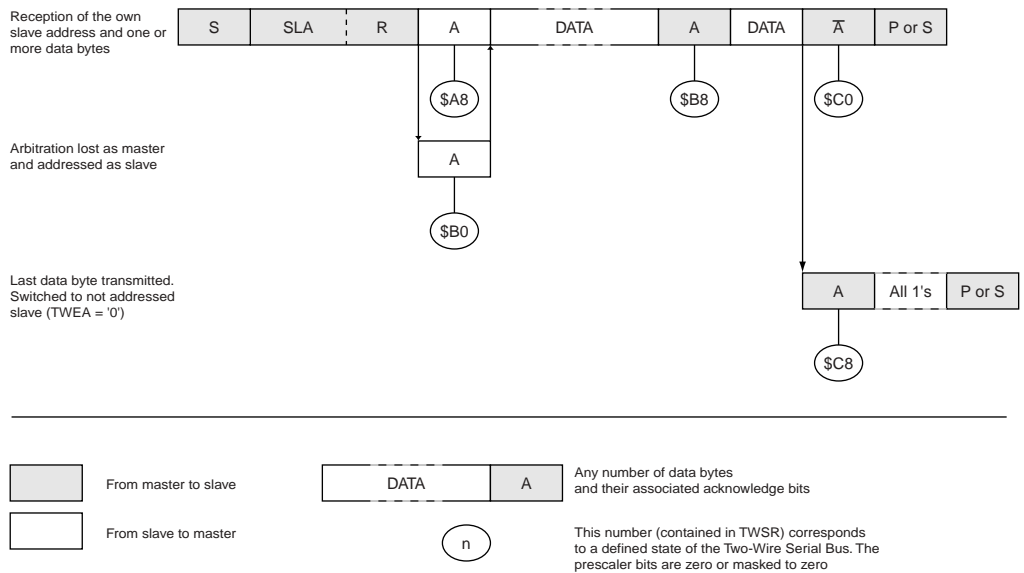 Reception of the own
slave address and one or
more data bytes
S SLA R A DATA A DATA A̅ P or S
$A8 $B8 $C0
Arbitration lost as master
and addressed as slave
A
$B0
Last data byte transmitted.
Switched to not addressed
slave (TWEA = '0')
A All 1's P or S
$C8
From master to slave
DATA A
Any number of data bytes
and their associated acknowledge bits
From slave to master
n
This number (contained in TWSR) corresponds
to a defined state of the Two-Wire Serial Bus. The
prescaler bits are zero or masked to zero